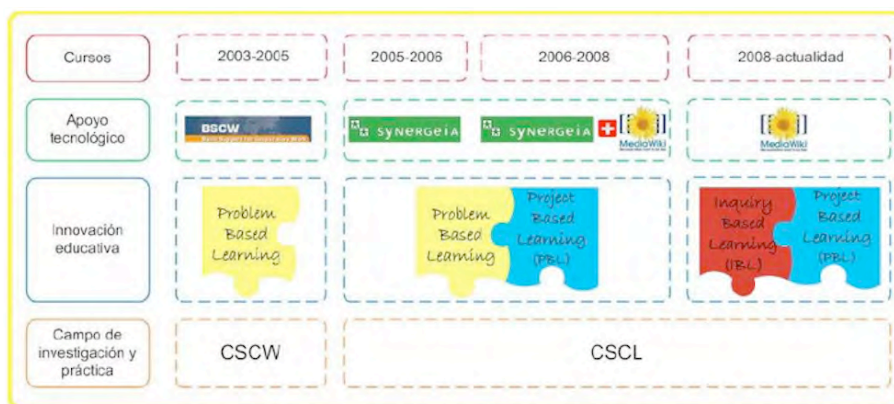 Cursos
2003-2005
2005-2006
2006-2008
2008-actualidad
Apoyo
tecnológico
BSCW
SYNERGEIA
SYNERGEIA
MediaWiki
MediaWiki
Innovación
educativa
Problem
Based
Learning
Problem
Based
Learning
Project
Based
Learning
(PBL)
Inquiry
Based
Learning
(IBL)
Project
Based
Learning
(PBL)
Campo de
investigación y
práctica
CSCW
CSCL